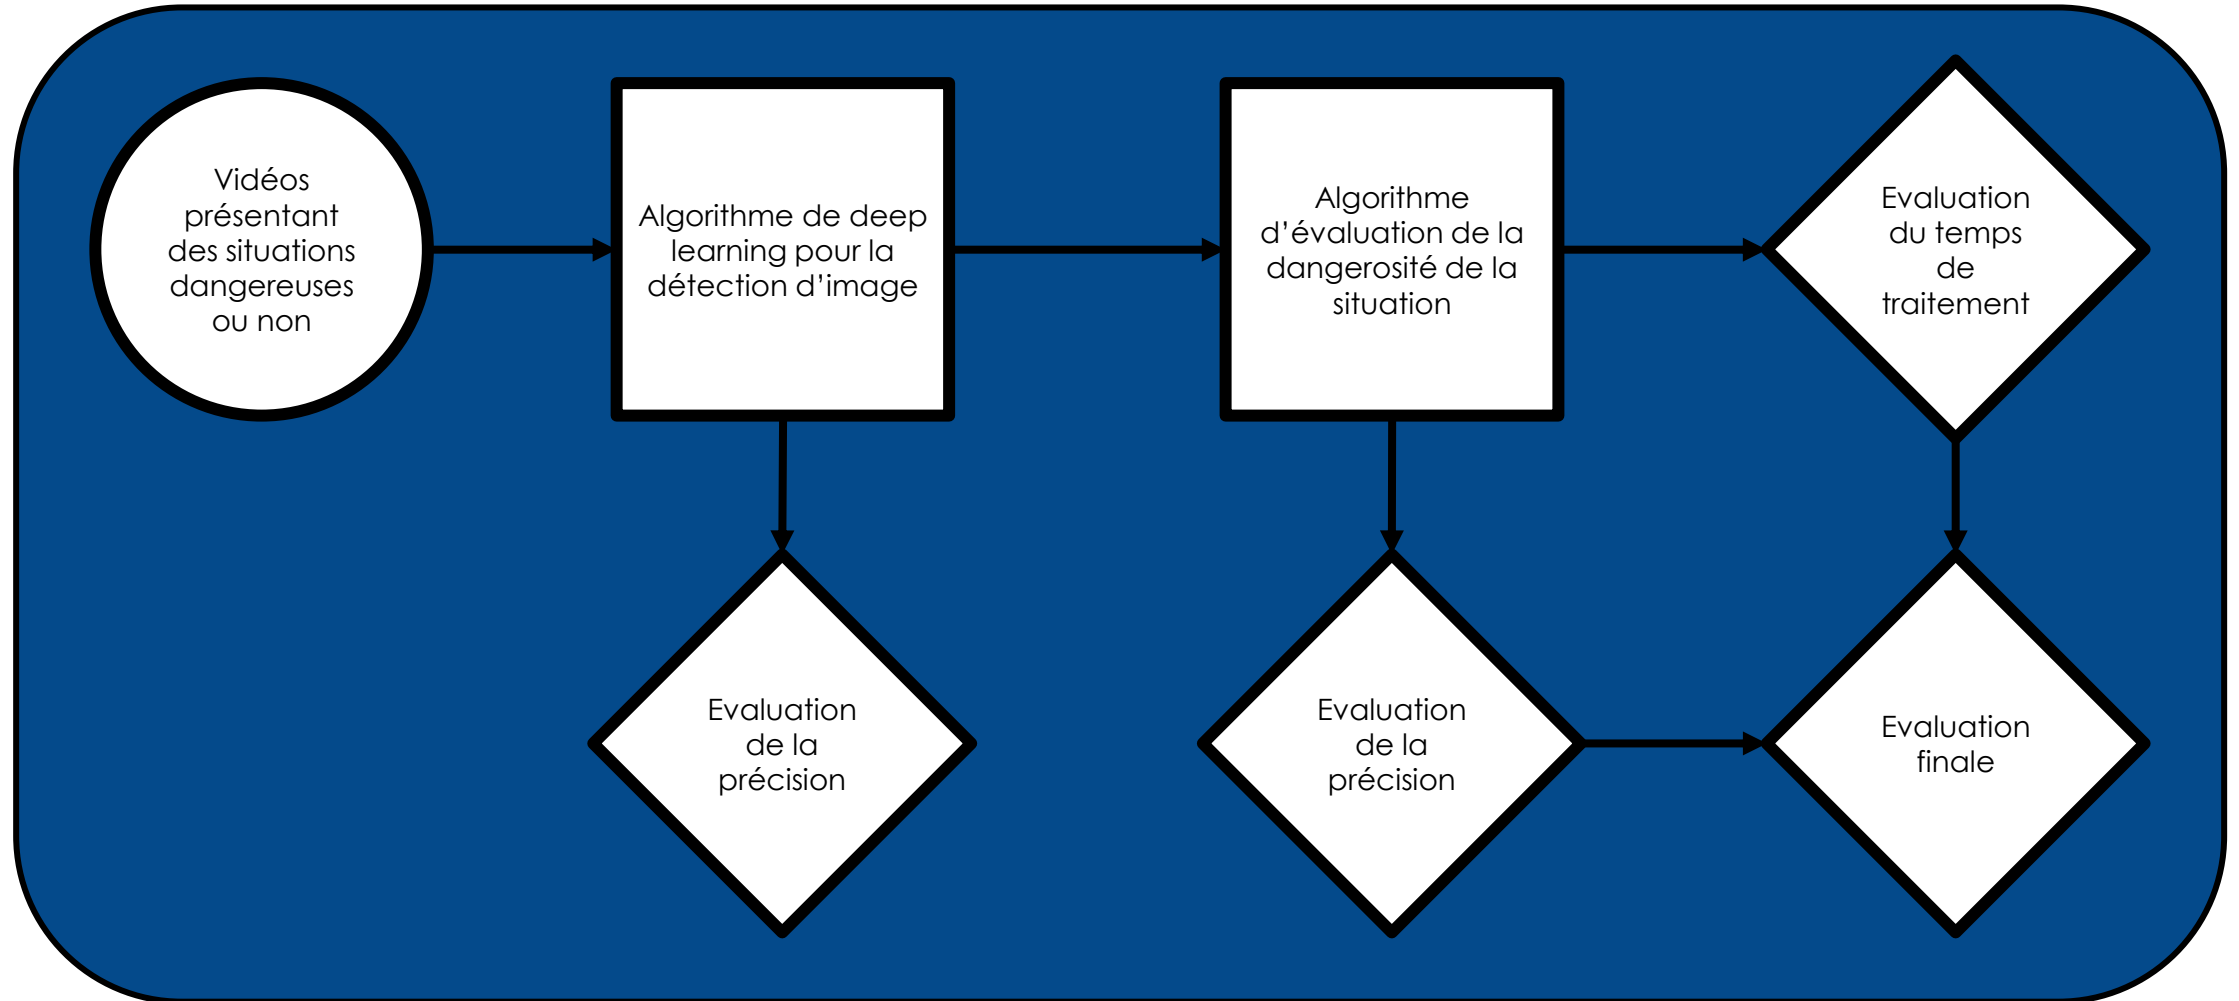 Vidéos
présentant
des situations
dangereuses
ou non
Algorithme de deep
learning pour la
détection d’image
Algorithme
d’évaluation de la
dangerosité de la
situation
Evaluation
du temps
de
traitement
Evaluation
de la
précision
Evaluation
de la
précision
Evaluation
finale